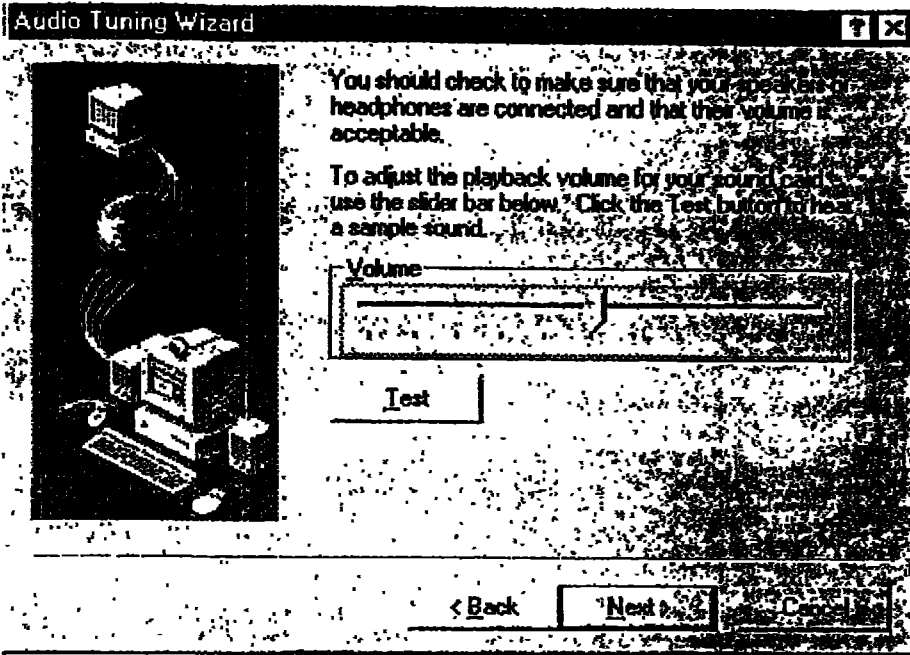 Audio Tuning Wizard
You should check to make sure that your speakers or
headphones are connected and that their volume is
acceptable.
To adjust the playback volume for your sound card
use the slider bar below. Click the Test button to hear
a sample sound.
Volume
Test
< Back
Next >
Cancel